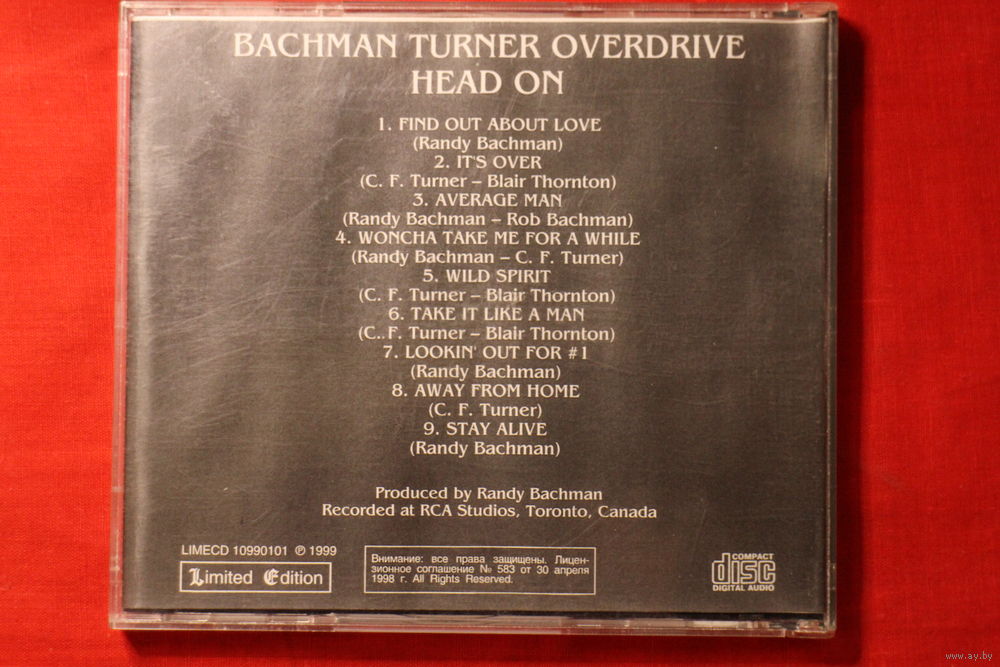 BACHMAN TURNER OVERDRIVE
HEAD ON
1. FIND OUT ABOUT LOVE
(Randy Bachman)
2. IT'S OVER
(C. F. Turner – Blair Thornton)
3. AVERAGE MAN
(Randy Bachman – Rob Bachman)
4. WONCHA TAKE ME FOR A WHILE
(Randy Bachman – C. F. Turner)
5. WILD SPIRIT
(C. F. Turner – Blair Thornton)
6. TAKE IT LIKE A MAN
(C.. F. Turner – Blair Thornton)
7. LOOKIN' OUT FOR #1
(Randy Bachman)
8. AWAY FROM HOME
(C. F. Turner)
9. STAY ALIVE
(Randy Bachman)
Produced by Randy Bachman
Recorded at RCA Studios, Toronto, Canada
LIMECD 10990101 ℗ 1999
Limited Edition
Внимание: все права защищены. Лицен-
зионное соглашение № 583 от 30 апреля
1998 г. All Rights Reserved.
COMPACT
disc
DIGITAL AUDIO
www.ay.by